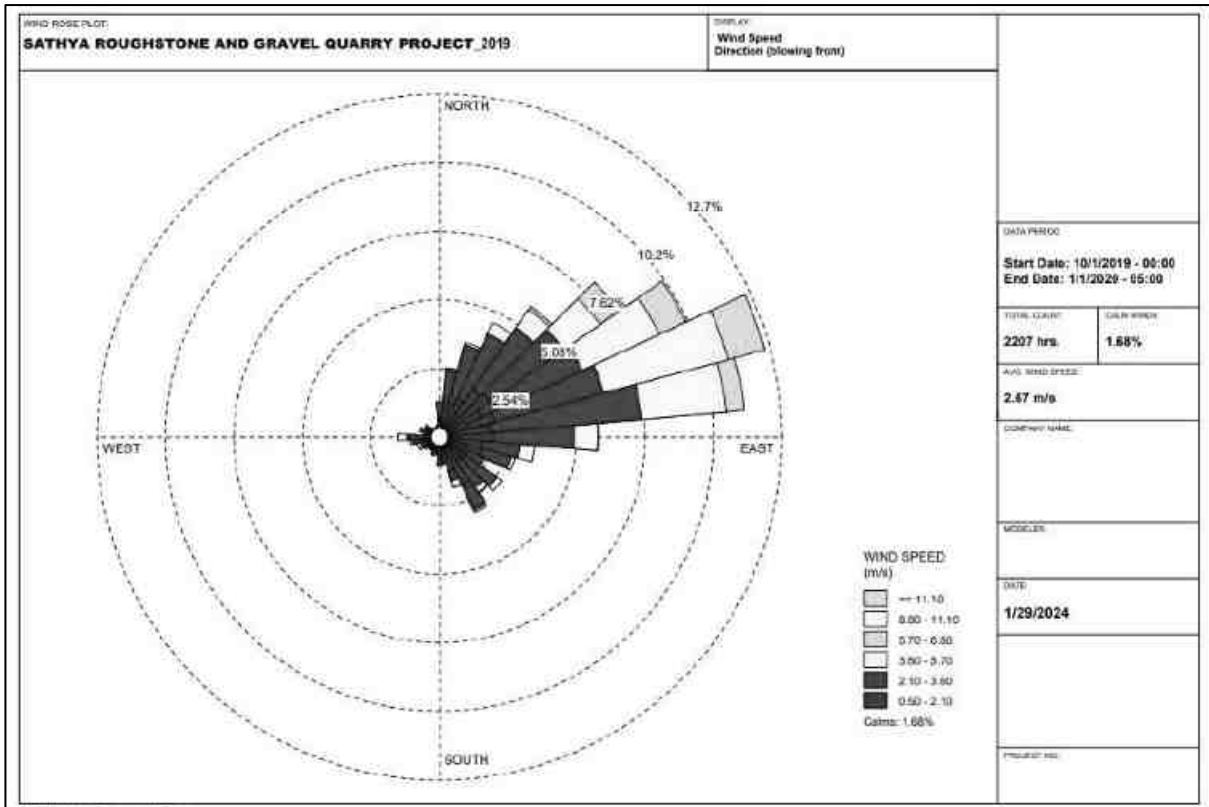 WIND ROSE PLOT:
SATHYA ROUGHSTONE AND GRAVEL QUARRY PROJECT_2019
DISPLAY:
Wind Speed
Direction (blowing from)
NORTH
12.7%
10.2%
7.62%
5.08%
2.54%
WEST
EAST
SOUTH
WIND SPEED
(m/s)
>= 11.10
8.80 - 11.10
5.70 - 8.80
3.60 - 5.70
2.10 - 3.60
0.50 - 2.10
Calms: 1.68%
DATA PERIOD:
Start Date: 10/1/2019 - 00:00
End Date: 1/1/2020 - 05:00
TOTAL COUNT:
2207 hrs.
CALM WINDS:
1.68%
AVG. WIND SPEED:
2.67 m/s
COMPANY NAME:
MODELER:
DATE:
1/29/2024
PROJECT NO.: